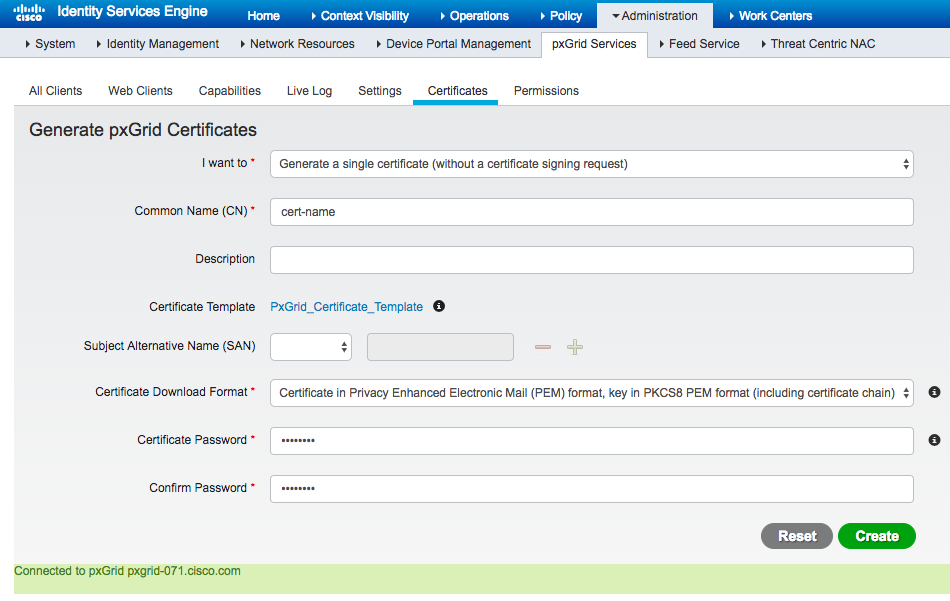 cisco Identity Services Engine Home Context Visibility Operations Policy Administration Work Centers
System Identity Management Network Resources Device Portal Management pxGrid Services Feed Service Threat Centric NAC
All Clients Web Clients Capabilities Live Log Settings Certificates Permissions
Generate pxGrid Certificates
I want to * Generate a single certificate (without a certificate signing request)
Common Name (CN) * cert-name
Description
Certificate Template PxGrid_Certificate_Template
Subject Alternative Name (SAN)
Certificate Download Format * Certificate in Privacy Enhanced Electronic Mail (PEM) format, key in PKCS8 PEM format (including certificate chain)
Certificate Password * ••••••••
Confirm Password * ••••••••
Reset Create
Connected to pxGrid pxgrid-071.cisco.com